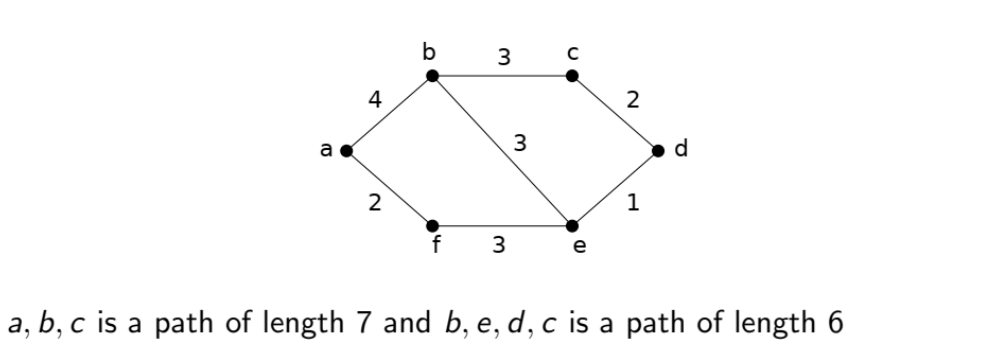 b 3 c
4 2
3
a d
2 1
f 3 e
a, b, c is a path of length 7 and b, e, d, c is a path of length 6